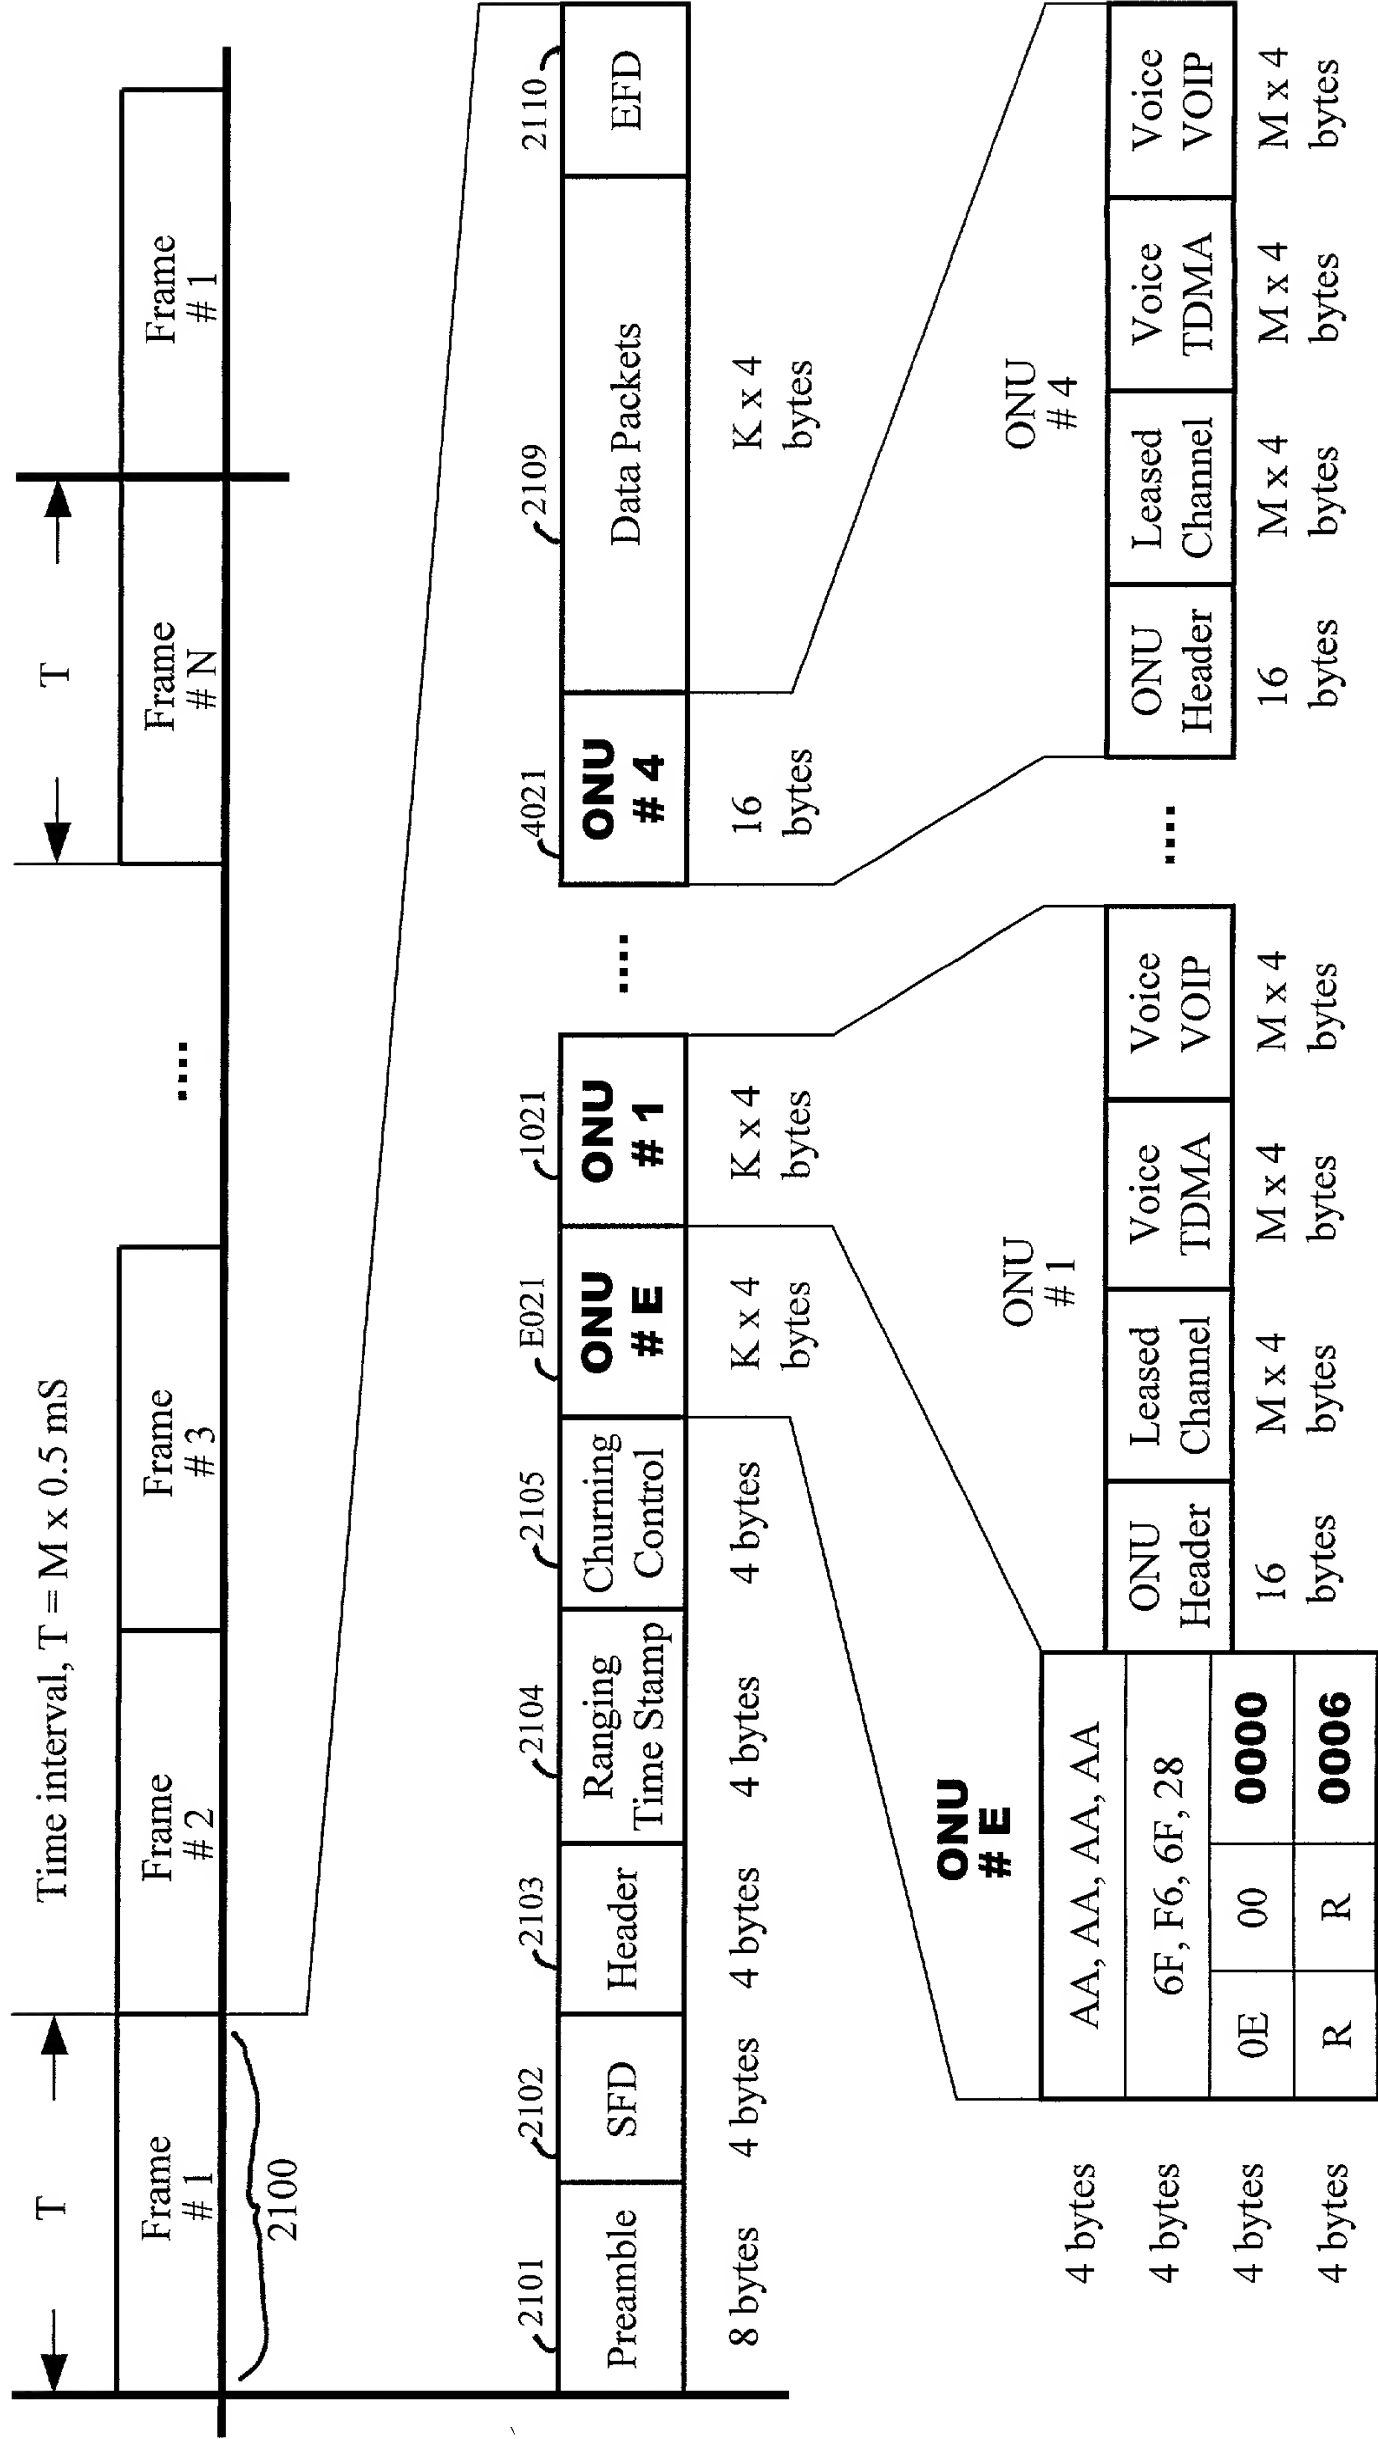 Time interval, T = M x 0.5 mS
T
T
Frame
# 1
Frame
# 2
Frame
# 3
....
Frame
# N
Frame
# 1
2100
2101
2102
2103
2104
2105
E021
1021
4021
2109
2110
Preamble
SFD
Header
Ranging
Time Stamp
Churning
Control
ONU
# E
ONU
# 1
....
ONU
# 4
Data Packets
EFD
8 bytes
4 bytes
4 bytes
4 bytes
4 bytes
K x 4
bytes
K x 4
bytes
16
bytes
K x 4
bytes
ONU
# E
ONU
# 1
ONU
# 4
4 bytes
AA, AA, AA, AA, AA
4 bytes
6F, F6, 6F, 28
4 bytes
0E
00
0000
4 bytes
R
R
0006
ONU
Header
Leased
Channel
Voice
TDMA
Voice
VOIP
....
ONU
Header
Leased
Channel
Voice
TDMA
Voice
VOIP
16
bytes
M x 4
bytes
M x 4
bytes
M x 4
bytes
16
bytes
M x 4
bytes
M x 4
bytes
M x 4
bytes